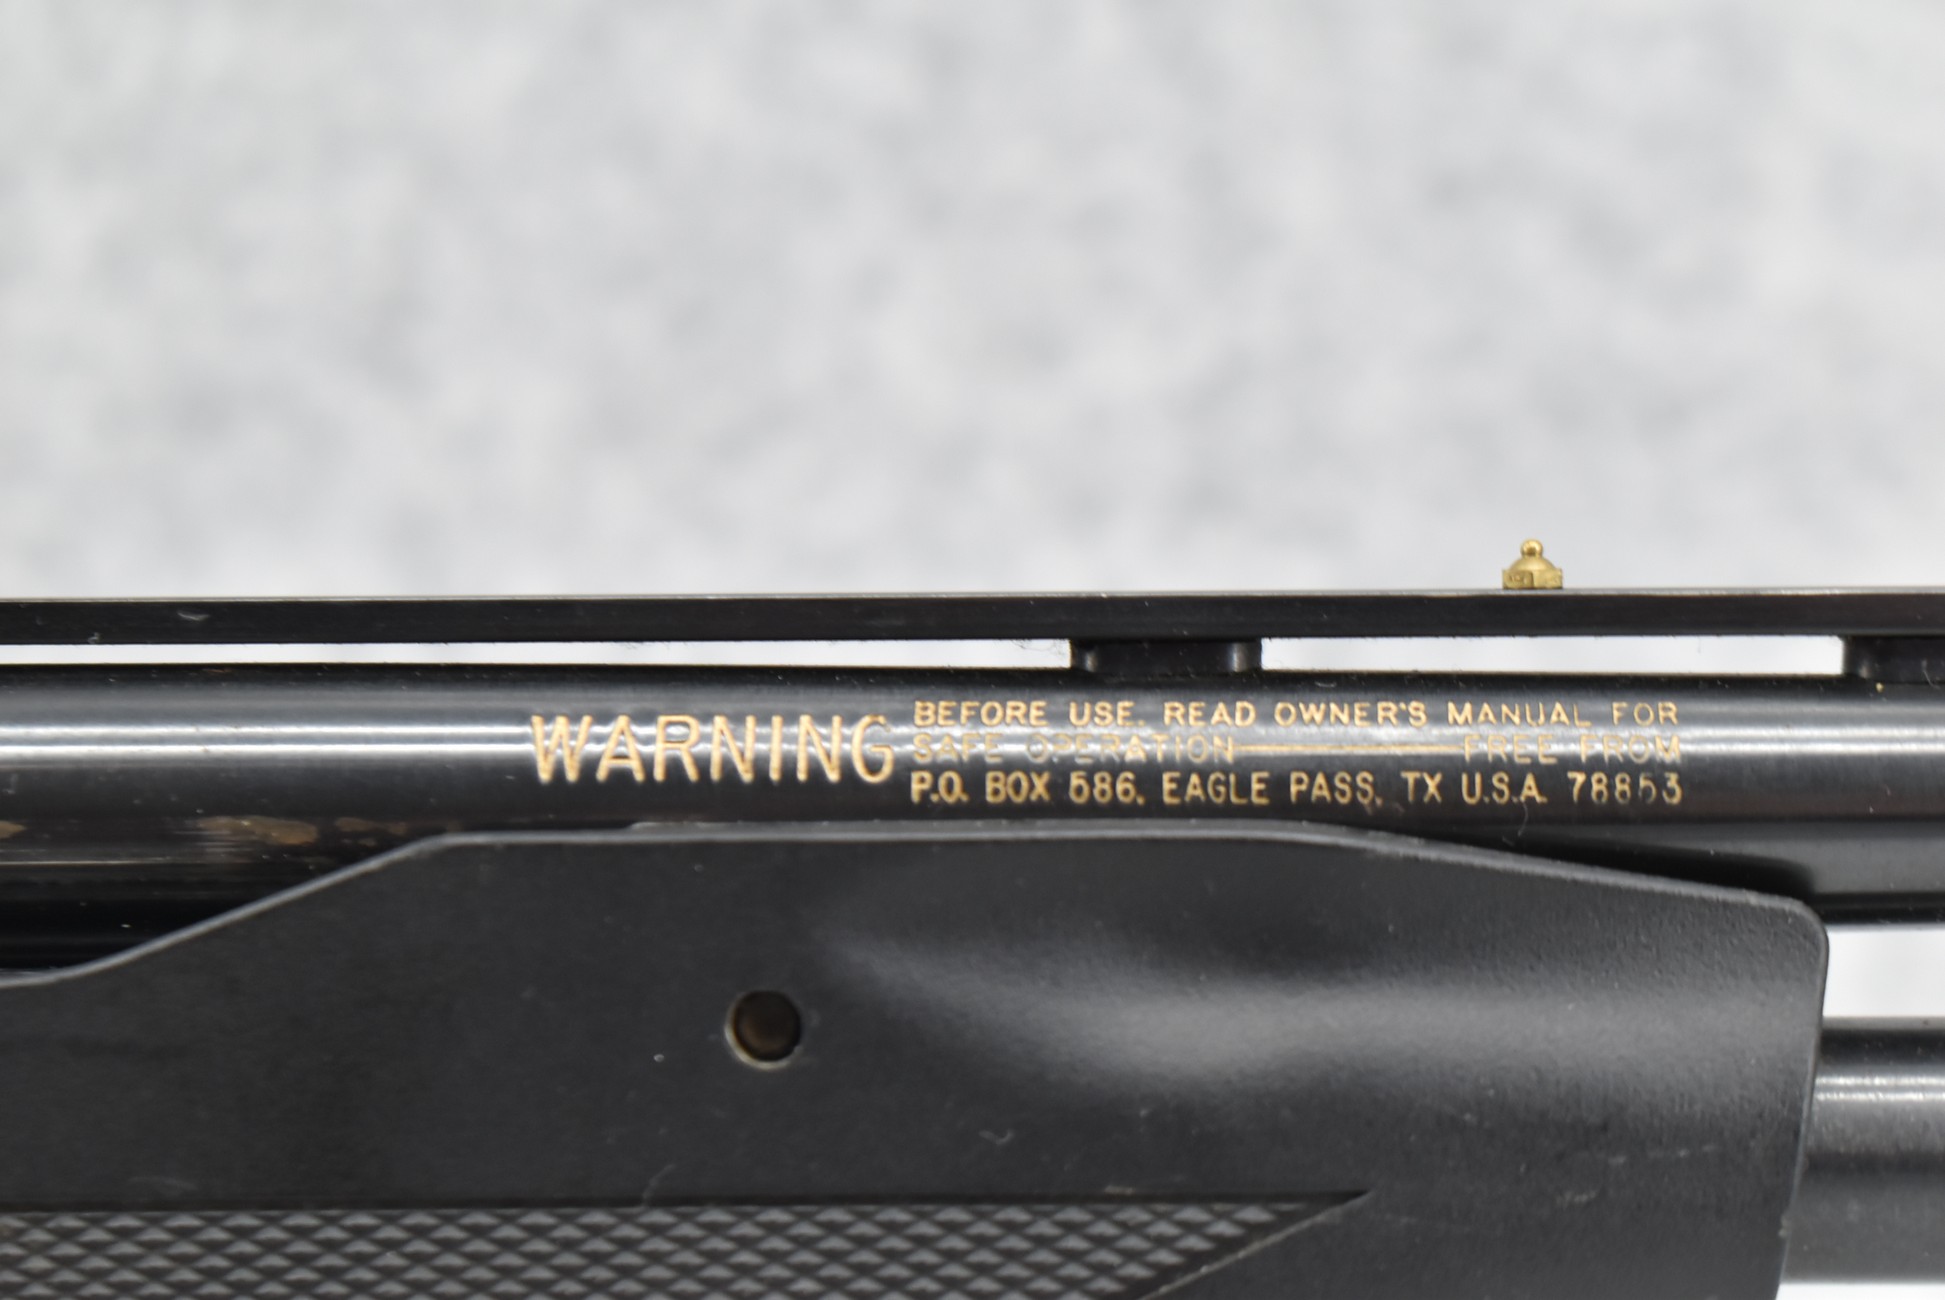 WARNING
BEFORE USE. READ OWNER'S MANUAL FOR
SAFE OPERATION————FREE FROM
P.O. BOX 586. EAGLE PASS, TX U.S.A. 78853